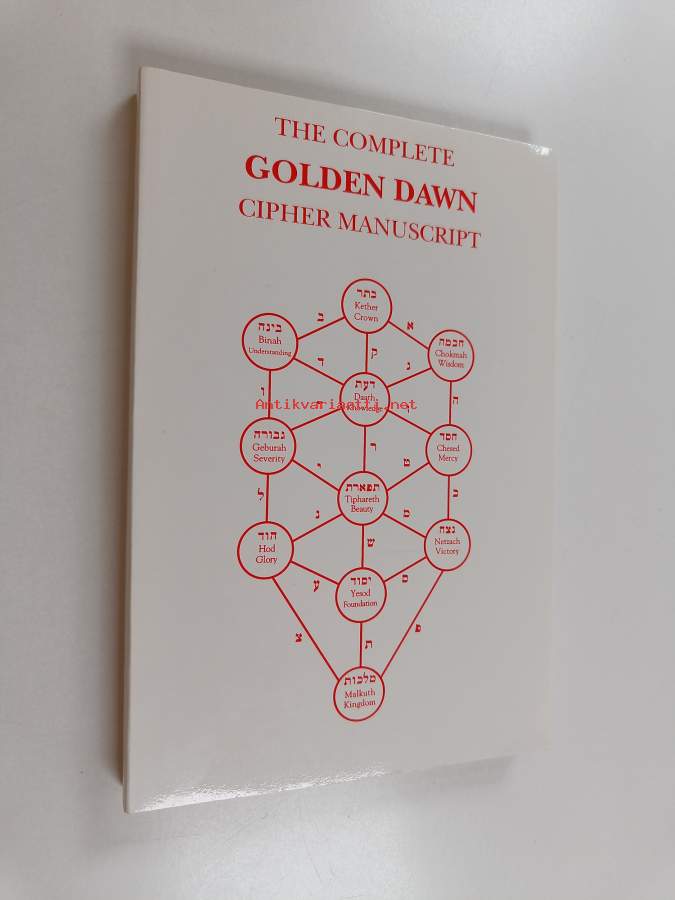 THE COMPLETE
GOLDEN DAWN
CIPHER MANUSCRIPT
כתר
Kether
Crown
ב
א
בינה
Binah
Understanding
חכמה
Chokmah
Wisdom
ק
ד
ו
ה
דעת
Daath
Knowledge
Antikvariaatti.net
גבורה
Geburah
Severity
חסד
Chesed
Mercy
ר
י
ט
ל
כ
תפארת
Tiphareth
Beauty
נ
ס
הוד
Hod
Glory
נצח
Netzach
Victory
ש
ע
ס
יסוד
Yesod
Foundation
צ
ת
פ
מלכות
Malkuth
Kingdom